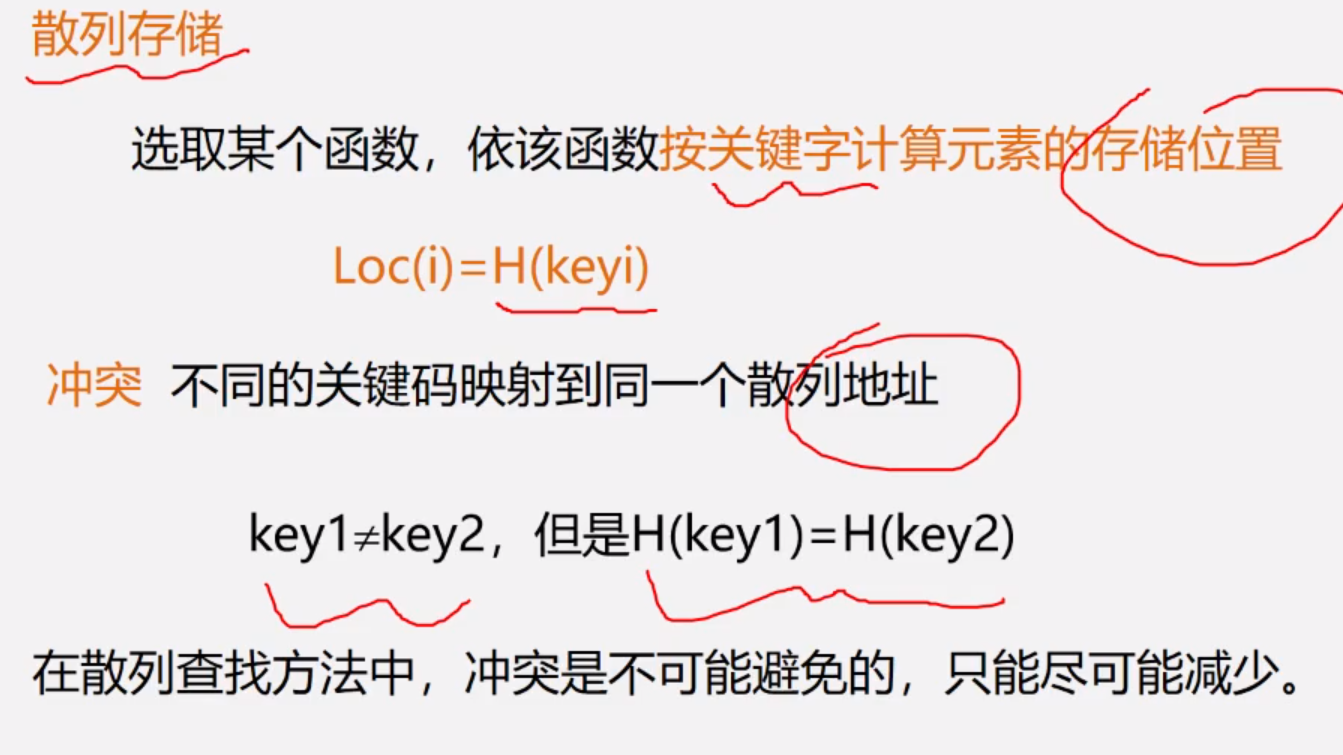 散列存储
选取某个函数，依该函数按关键字计算元素的存储位置
Loc(i)=H(keyi)
冲突 不同的关键码映射到同一个散列地址
key1≠key2，但是H(key1)=H(key2)
在散列查找方法中，冲突是不可能避免的，只能尽可能减少。